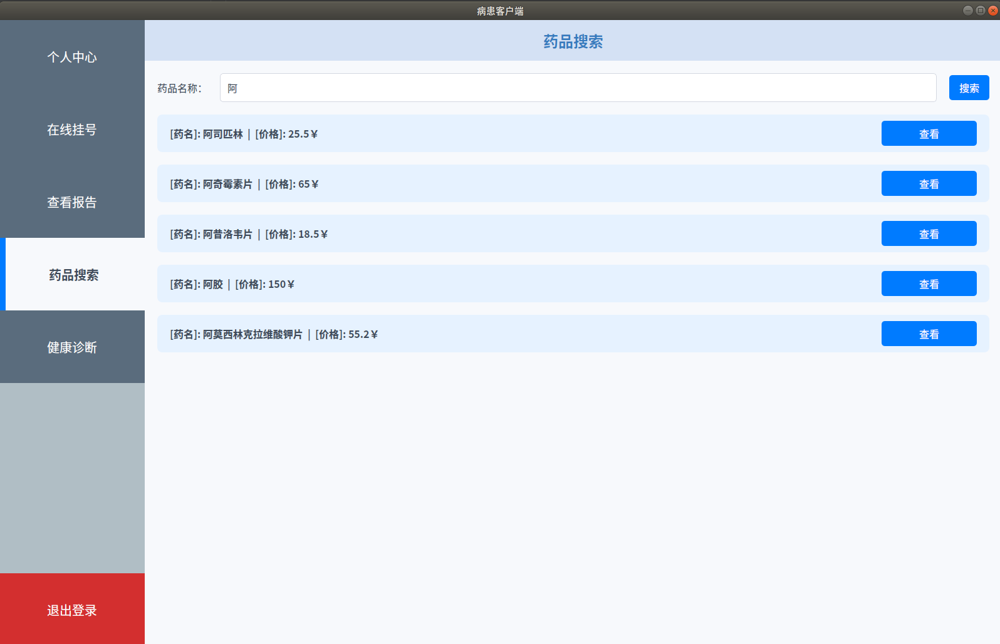 病患客户端
个人中心
在线挂号
查看报告
药品搜索
健康诊断
退出登录
药品搜索
药品名称：
阿
搜索
[药名]: 阿司匹林 | [价格]: 25.5￥
查看
[药名]: 阿奇霉素片 | [价格]: 65￥
查看
[药名]: 阿昔洛韦片 | [价格]: 18.5￥
查看
[药名]: 阿胶 | [价格]: 150￥
查看
[药名]: 阿莫西林克拉维酸钾片 | [价格]: 55.2￥
查看